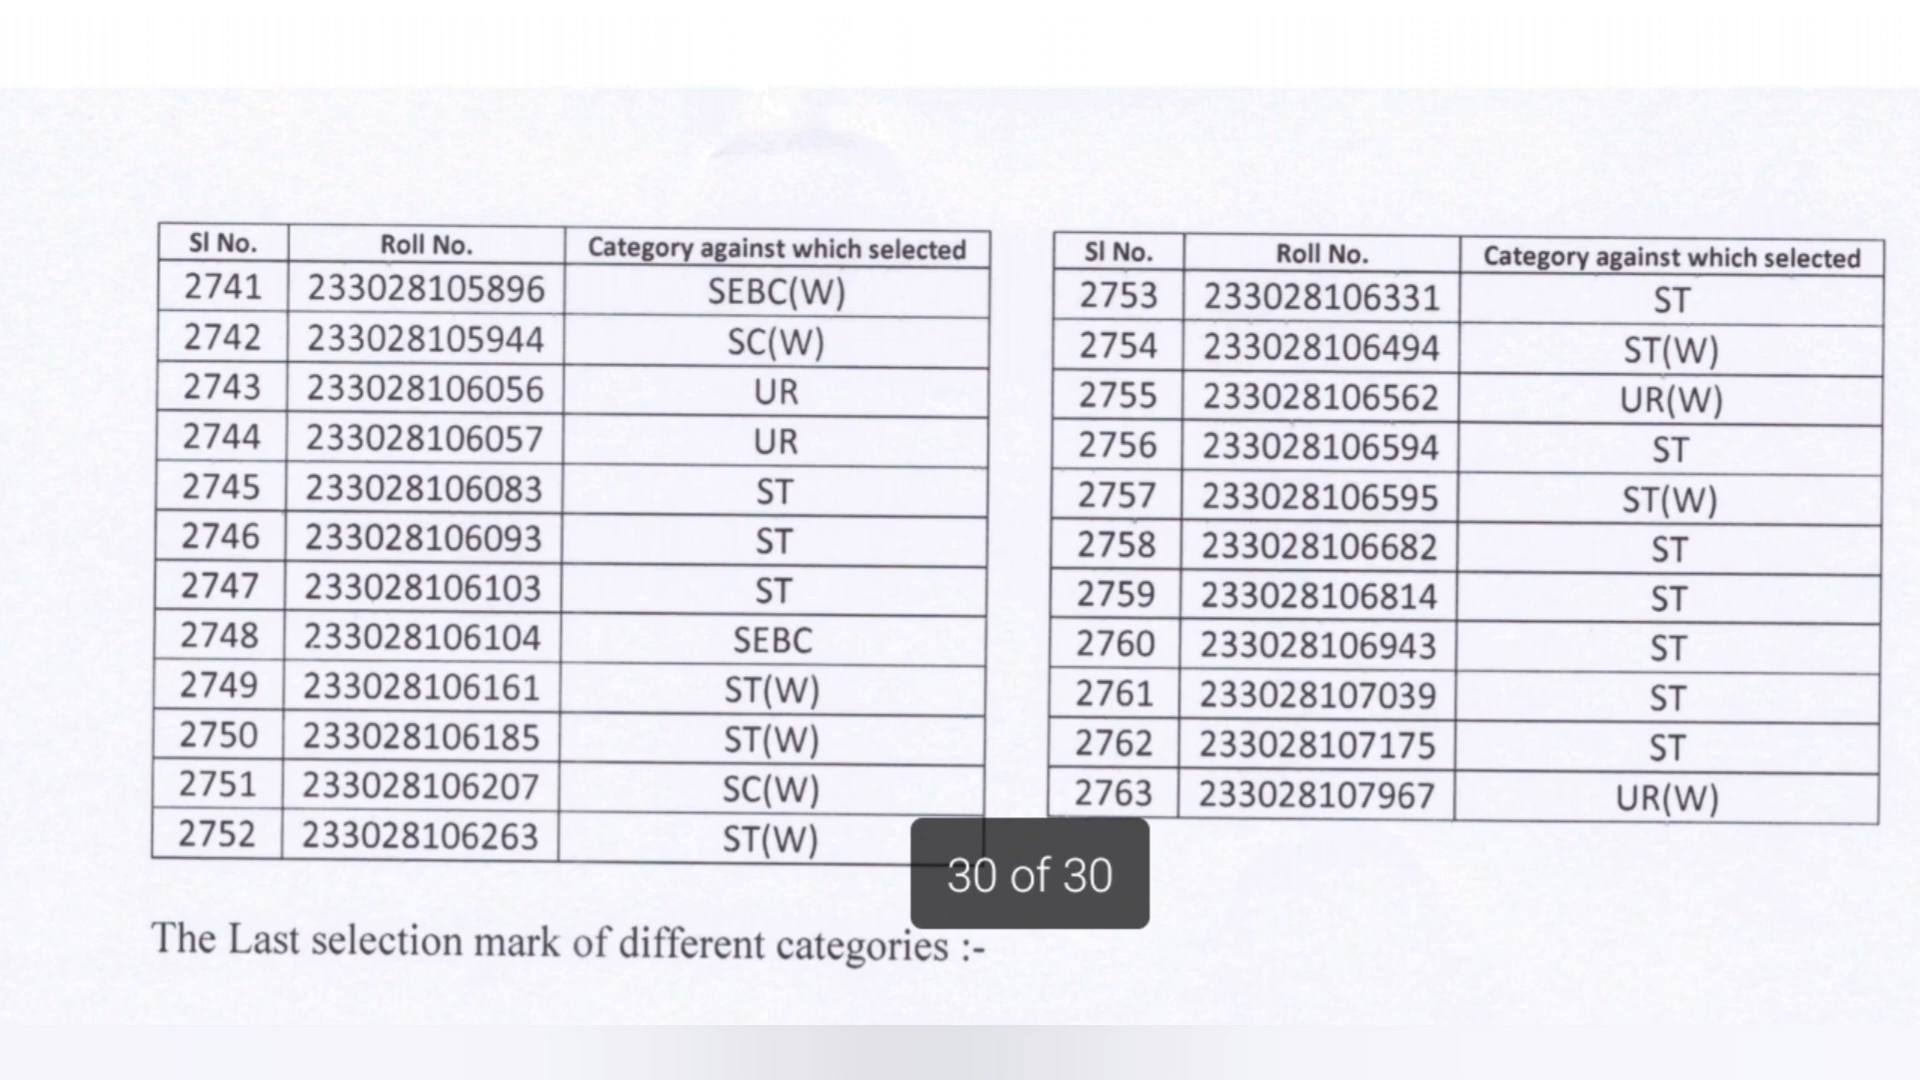 Sl No. Roll No. Category against which selected
2741 233028105896 SEBC(W)
2742 233028105944 SC(W)
2743 233028106056 UR
2744 233028106057 UR
2745 233028106083 ST
2746 233028106093 ST
2747 233028106103 ST
2748 233028106104 SEBC
2749 233028106161 ST(W)
2750 233028106185 ST(W)
2751 233028106207 SC(W)
2752 233028106263 ST(W)
Sl No. Roll No. Category against which selected
2753 233028106331 ST
2754 233028106494 ST(W)
2755 233028106562 UR(W)
2756 233028106594 ST
2757 233028106595 ST(W)
2758 233028106682 ST
2759 233028106814 ST
2760 233028106943 ST
2761 233028107039 ST
2762 233028107175 ST
2763 233028107967 UR(W)
30 of 30
The Last selection mark of different categories :-